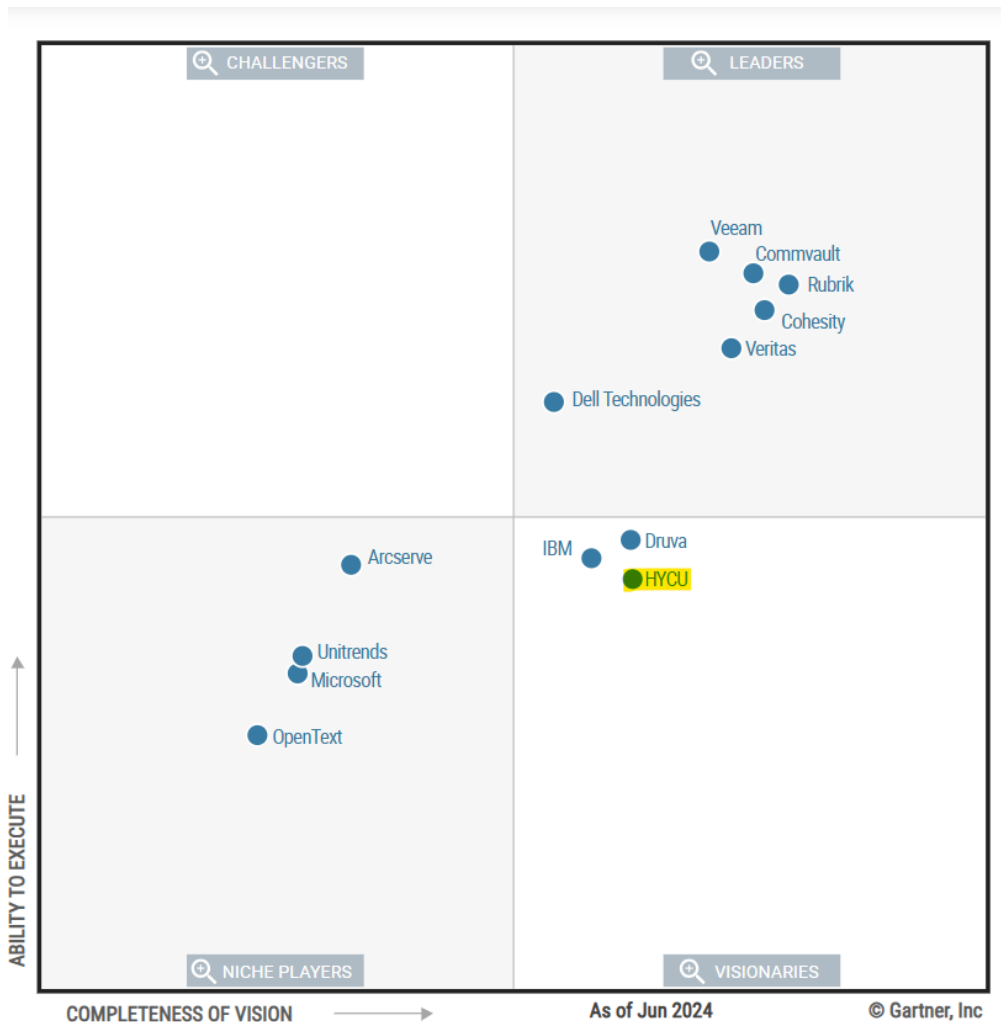 CHALLENGERS
LEADERS
Veeam
Commvault
Rubrik
Cohesity
Veritas
Dell Technologies
IBM
Druva
HYCU
Arcserve
Unitrends
Microsoft
OpenText
ABILITY TO EXECUTE
NICHE PLAYERS
VISIONARIES
COMPLETENESS OF VISION
As of Jun 2024
© Gartner, Inc